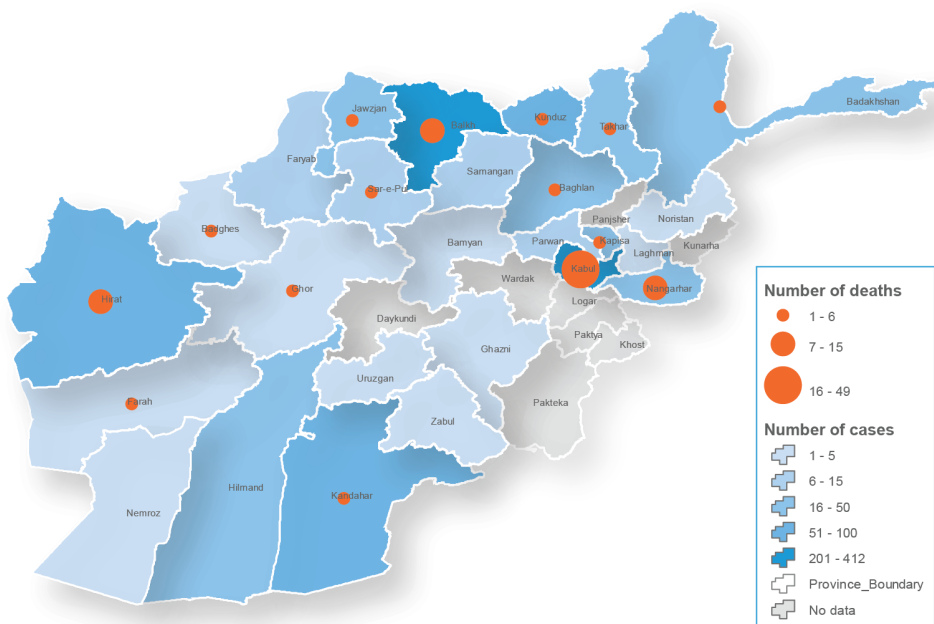 Jawzjan
Balkh
Kunduz
Takhar
Badakhshan
Faryab
Sar-e-Pul
Samangan
Baghlan
Panjsher
Noristan
Badghes
Bamyan
Parwan
Kapisa
Laghman
Kunarha
Hirat
Ghor
Wardak
Kabul
Nangarhar
Daykundi
Logar
Paktya
Khost
Ghazni
Uruzgan
Farah
Zabul
Pakteka
Nemroz
Hilmand
Kandahar
Number of deaths
1 - 6
7 - 15
16 - 49
Number of cases
1 - 5
6 - 15
16 - 50
51 - 100
201 - 412
Province_Boundary
No data